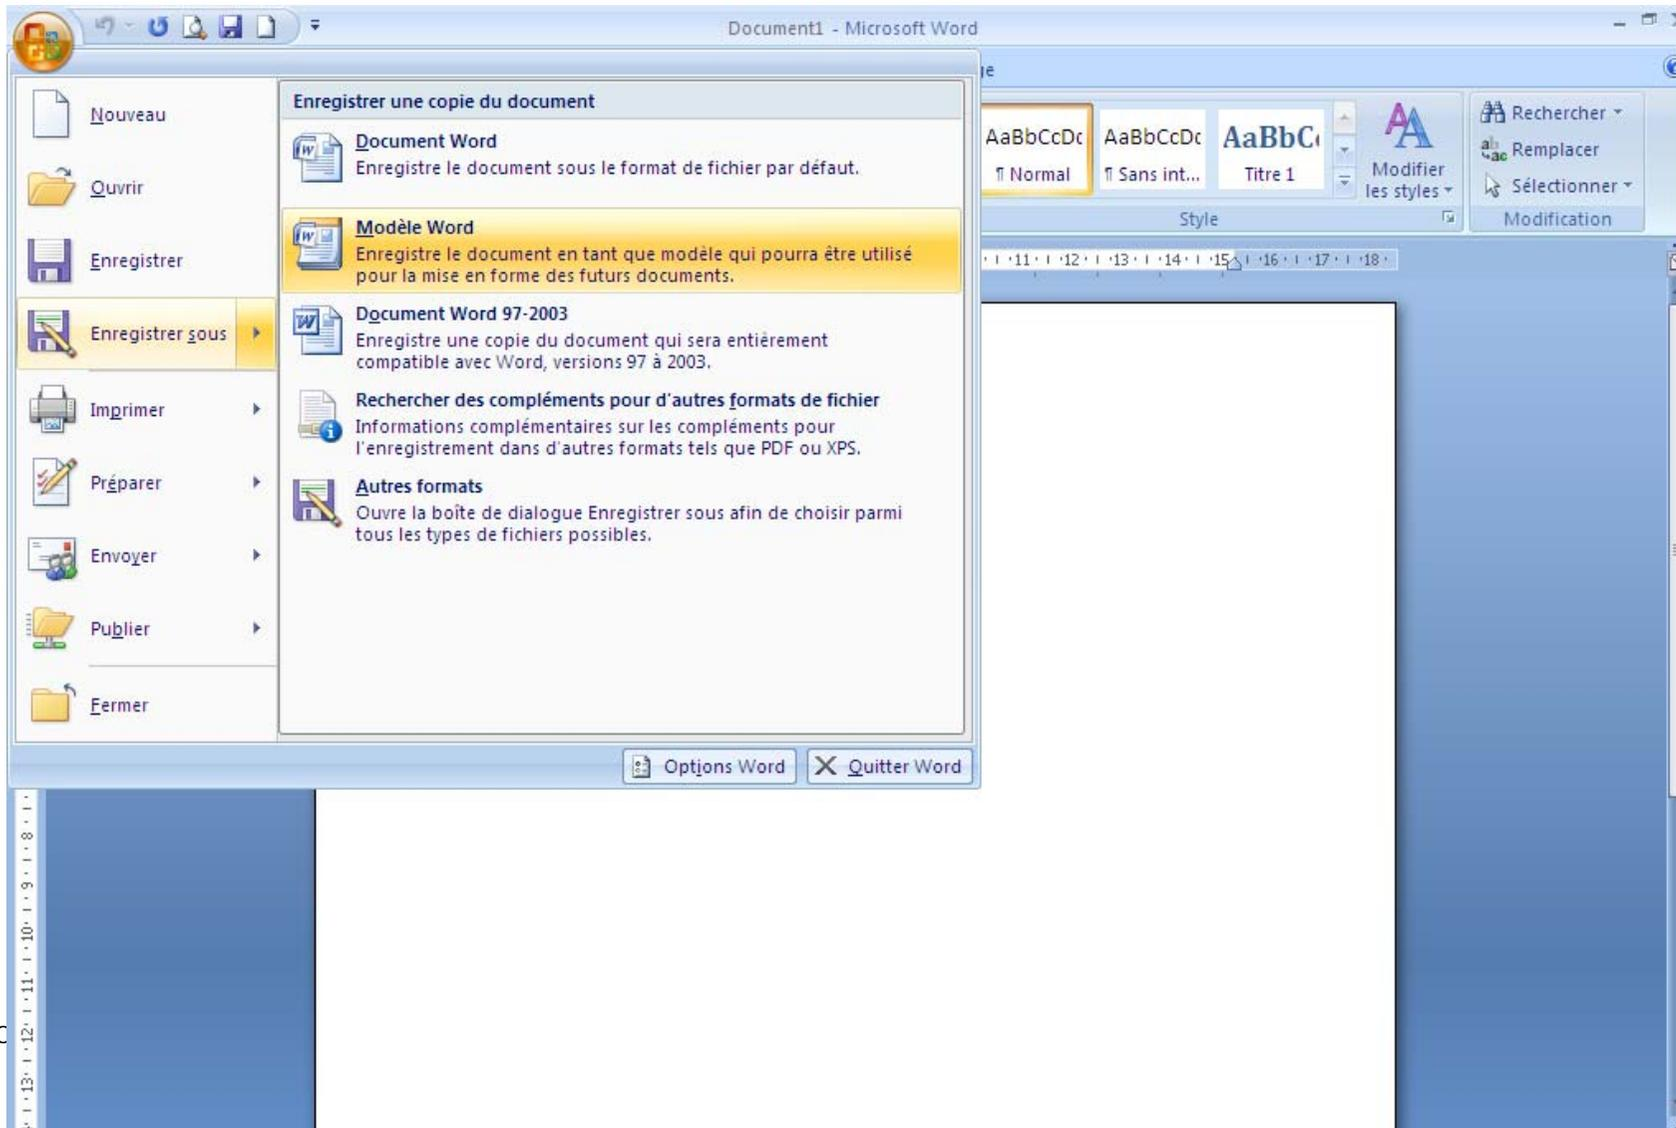 Document1 - Microsoft Word
ge
Nouveau
Ouvrir
Enregistrer
Enregistrer sous
Imprimer
Préparer
Envoyer
Publier
Fermer
Enregistrer une copie du document
Document Word
Enregistre le document sous le format de fichier par défaut.
Modèle Word
Enregistre le document en tant que modèle qui pourra être utilisé
pour la mise en forme des futurs documents.
Document Word 97-2003
Enregistre une copie du document qui sera entièrement
compatible avec Word, versions 97 à 2003.
Rechercher des compléments pour d'autres formats de fichier
Informations complémentaires sur les compléments pour
l'enregistrement dans d'autres formats tels que PDF ou XPS.
Autres formats
Ouvre la boîte de dialogue Enregistrer sous afin de choisir parmi
tous les types de fichiers possibles.
Options Word
Quitter Word
AaBbCcDc AaBbCcDc AaBbC
¶ Normal ¶ Sans int... Titre 1
Modifier
les styles
Style
Rechercher
Remplacer
Sélectionner
Modification
11 12 13 14 15 16 17 18
8
9
10
11
12
13